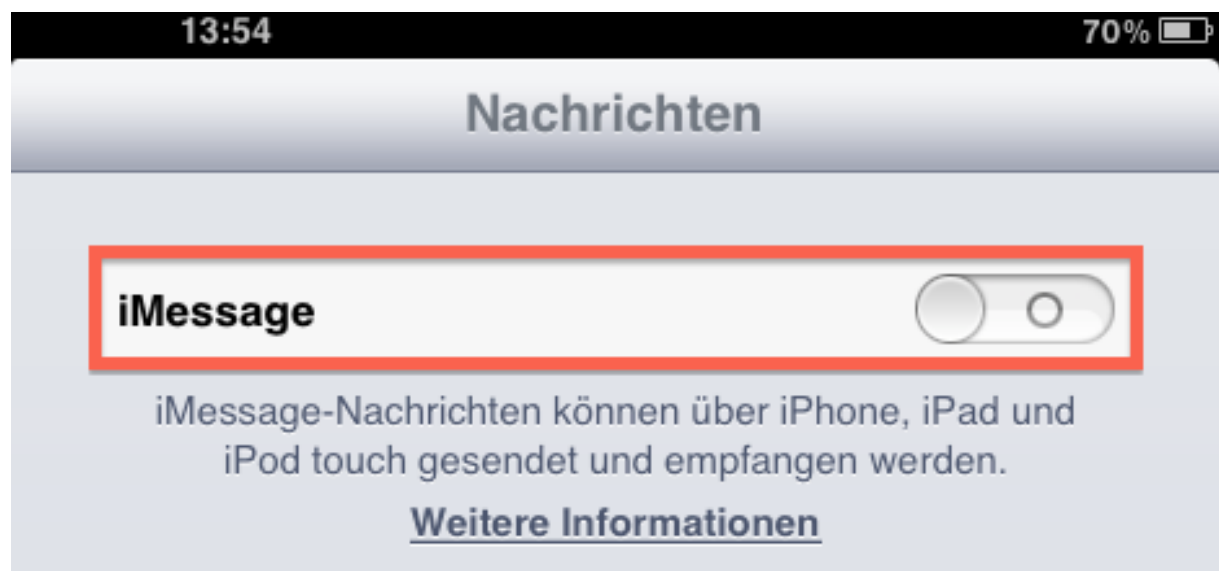 13:54 70%
Nachrichten
iMessage
iMessage-Nachrichten können über iPhone, iPad und
iPod touch gesendet und empfangen werden.
Weitere Informationen